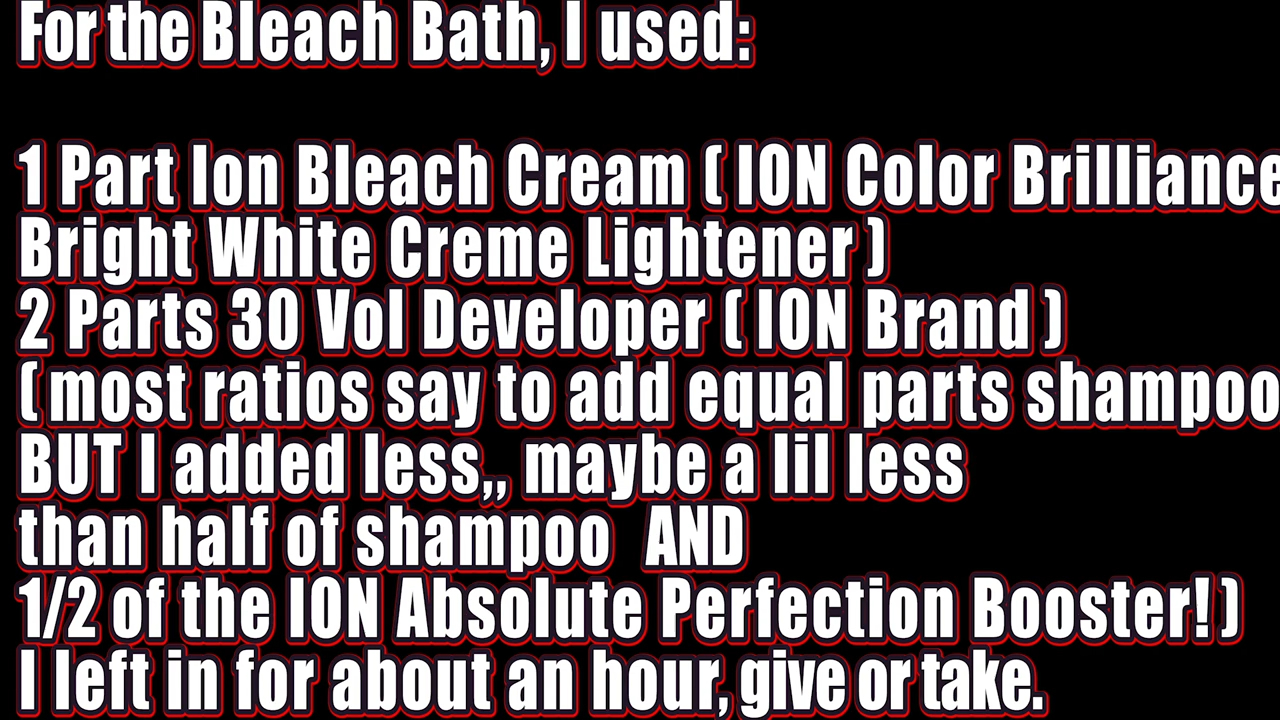 For the Bleach Bath, I used:
1 Part Ion Bleach Cream ( ION Color Brilliance
Bright White Creme Lightener )
2 Parts 30 Vol Developer ( ION Brand )
( most ratios say to add equal parts shampoo
BUT I added less,, maybe a lil less
than half of shampoo AND
1/2 of the ION Absolute Perfection Booster! )
I left in for about an hour, give or take.